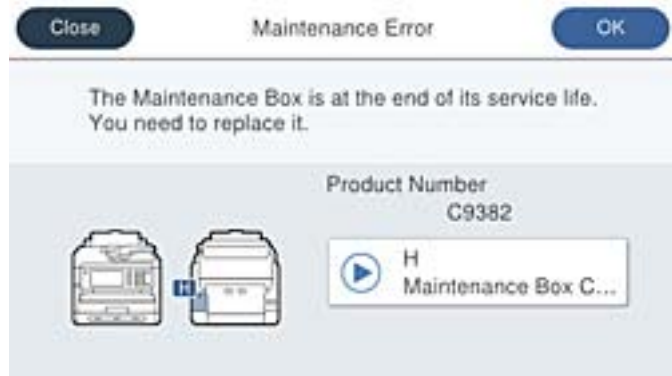 Close
Maintenance Error
OK
The Maintenance Box is at the end of its service life.
You need to replace it.
Product Number
C9382
H
H
Maintenance Box C...